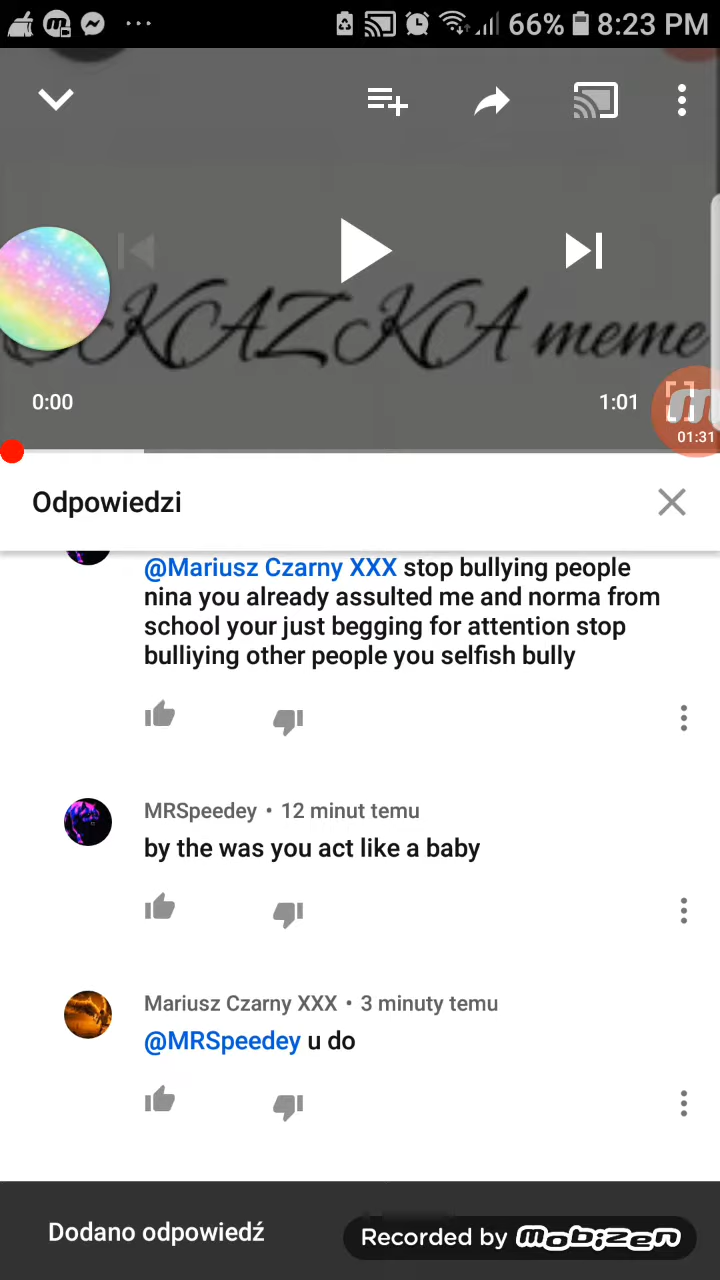 66% 8:23 PM
KAZKA meme
0:00
1:01
01:31
Odpowiedzi
@Mariusz Czarny XXX stop bullying people
nina you already assulted me and norma from
school your just begging for attention stop
bulliying other people you selfish bully
MRSpeedey • 12 minut temu
by the was you act like a baby
Mariusz Czarny XXX • 3 minuty temu
@MRSpeedey u do
Dodano odpowiedź
Recorded by mobizen